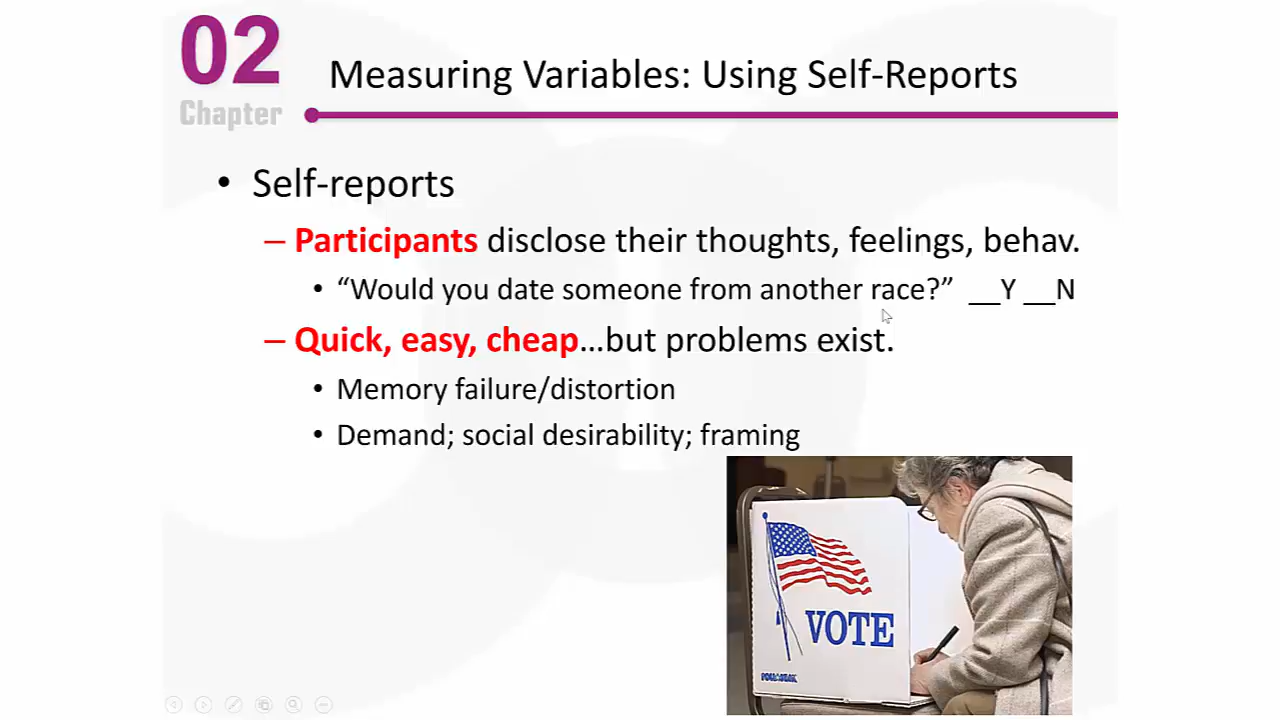 02
Chapter
Measuring Variables: Using Self-Reports
• Self-reports
– Participants disclose their thoughts, feelings, behav.
• “Would you date someone from another race?” __Y __N
– Quick, easy, cheap…but problems exist.
• Memory failure/distortion
• Demand; social desirability; framing
VOTE